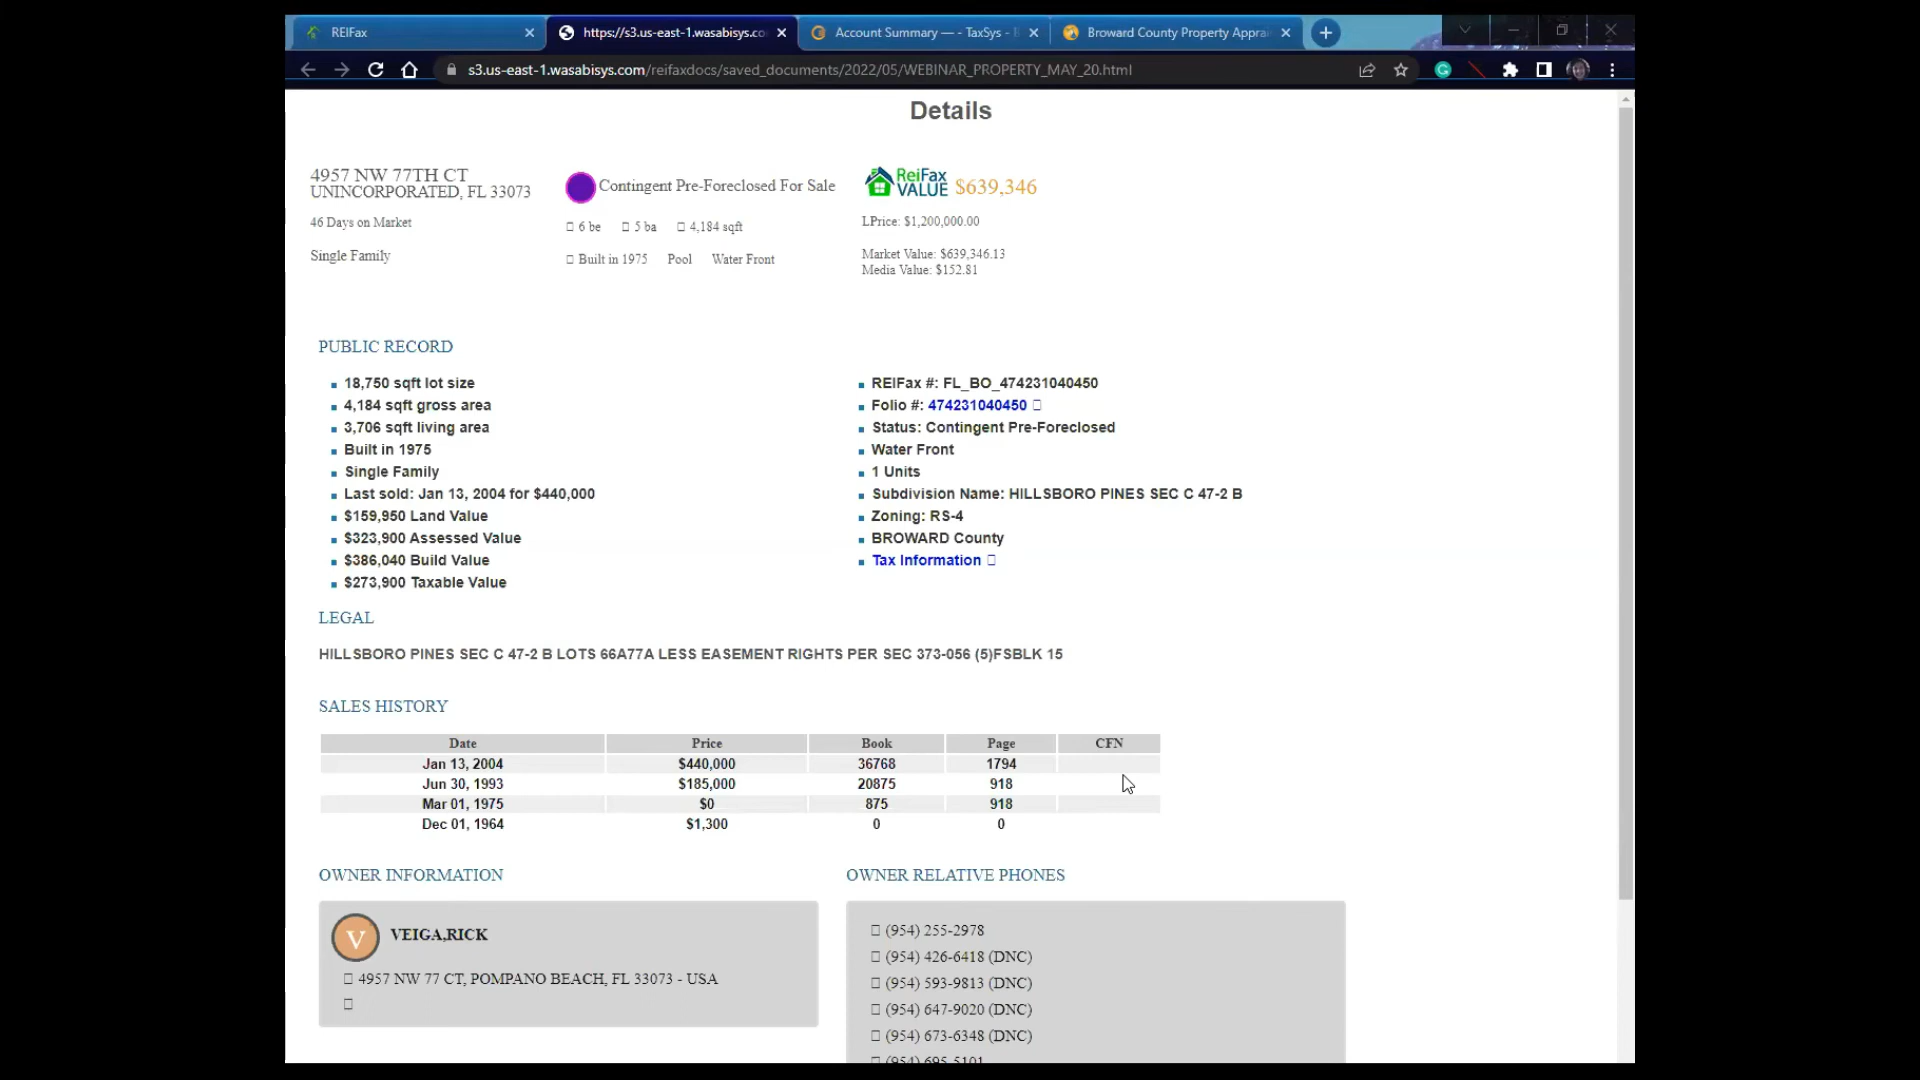 REIFax
https://s3.us-east-1.wasabisys.co
Account Summary — - TaxSys -
Broward County Property Apprai
s3.us-east-1.wasabisys.com/reifaxdocs/saved_documents/2022/05/WEBINAR_PROPERTY_MAY_20.html
Details
4957 NW 77TH CT
UNINCORPORATED, FL 33073
46 Days on Market
Single Family
Contingent Pre-Foreclosed For Sale
6 be 5 ba 4,184 sqft
Built in 1975 Pool Water Front
ReiFax VALUE $639,346
LPrice: $1,200,000.00
Market Value: $639,346.13
Media Value: $152.81
PUBLIC RECORD
18,750 sqft lot size
4,184 sqft gross area
3,706 sqft living area
Built in 1975
Single Family
Last sold: Jan 13, 2004 for $440,000
$159,950 Land Value
$323,900 Assessed Value
$386,040 Build Value
$273,900 Taxable Value
REIFax #: FL_BO_474231040450
Folio #: 474231040450
Status: Contingent Pre-Foreclosed
Water Front
1 Units
Subdivision Name: HILLSBORO PINES SEC C 47-2 B
Zoning: RS-4
BROWARD County
Tax Information
LEGAL
HILLSBORO PINES SEC C 47-2 B LOTS 66A77A LESS EASEMENT RIGHTS PER SEC 373-056 (5)FSBLK 15
SALES HISTORY
Date Price Book Page CFN
Jan 13, 2004 $440,000 36768 1794
Jun 30, 1993 $185,000 20875 918
Mar 01, 1975 $0 875 918
Dec 01, 1964 $1,300 0 0
OWNER INFORMATION
V VEIGA,RICK
4957 NW 77 CT, POMPANO BEACH, FL 33073 - USA
OWNER RELATIVE PHONES
(954) 255-2978
(954) 426-6418 (DNC)
(954) 593-9813 (DNC)
(954) 647-9020 (DNC)
(954) 673-6348 (DNC)
(954) 695-5101